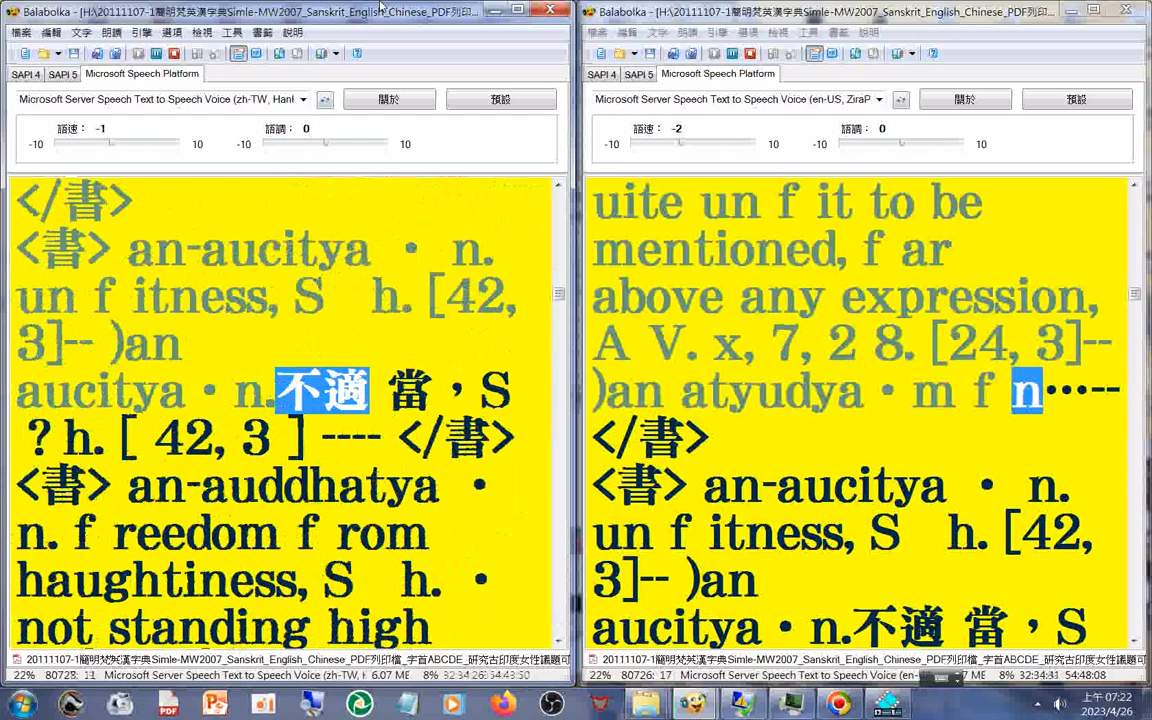 Balabolka - [H:\20111107-1簡明梵英漢字典Simle-MW2007_Sanskrit_English_Chinese_PDF列印...
檔案 編輯 文字 朗讀 引擎 選項 檢視 工具 書籤 說明
SAPI 4 SAPI 5 Microsoft Speech Platform
Microsoft Server Speech Text to Speech Voice (zh-TW, HanI 關於 預設
語速： -1 語調： 0
-10 10 -10 10
</書>
<書> an-aucitya • n.
un f itness, S h. [42,
3]-- )an
aucitya • n.不適 當，S
? h. [ 42, 3 ] ---- </書>
<書> an-auddhatya •
n. f reedom f rom
haughtiness, S h. •
not standing high
20111107-1簡明梵英漢字典Simle-MW2007_Sanskrit_English_Chinese_PDF列印檔_字首ABCDE_研究古印度女性議題可
22% 80728: 11 Microsoft Server Speech Text to Speech Voice (zh-TW, H 6.07 ME 8% 32:34:26/54:43:50
Balabolka - [H:\20111107-1簡明梵英漢字典Simle-MW2007_Sanskrit_English_Chinese_PDF列印...
檔案 編輯 文字 朗讀 引擎 選項 檢視 工具 書籤 說明
SAPI 4 SAPI 5 Microsoft Speech Platform
Microsoft Server Speech Text to Speech Voice (en-US, ZiraP 關於 預設
語速： -2 語調： 0
-10 10 -10 10
uite un f it to be
mentioned, f ar
above any expression,
A V. x, 7, 2 8. [24, 3]--
)an atyudya • m f n•••--
</書>
<書> an-aucitya • n.
un f itness, S h. [42,
3]-- )an
aucitya • n.不適 當，S
20111107-1簡明梵英漢字典Simle-MW2007_Sanskrit_English_Chinese_PDF列印檔_字首ABCDE_研究古印度女性議題可
22% 80726: 17 Microsoft Server Speech Text to Speech Voice (en-US, Z ME 8% 32:34:31 54:48:08
上午 07:22
2023/4/26